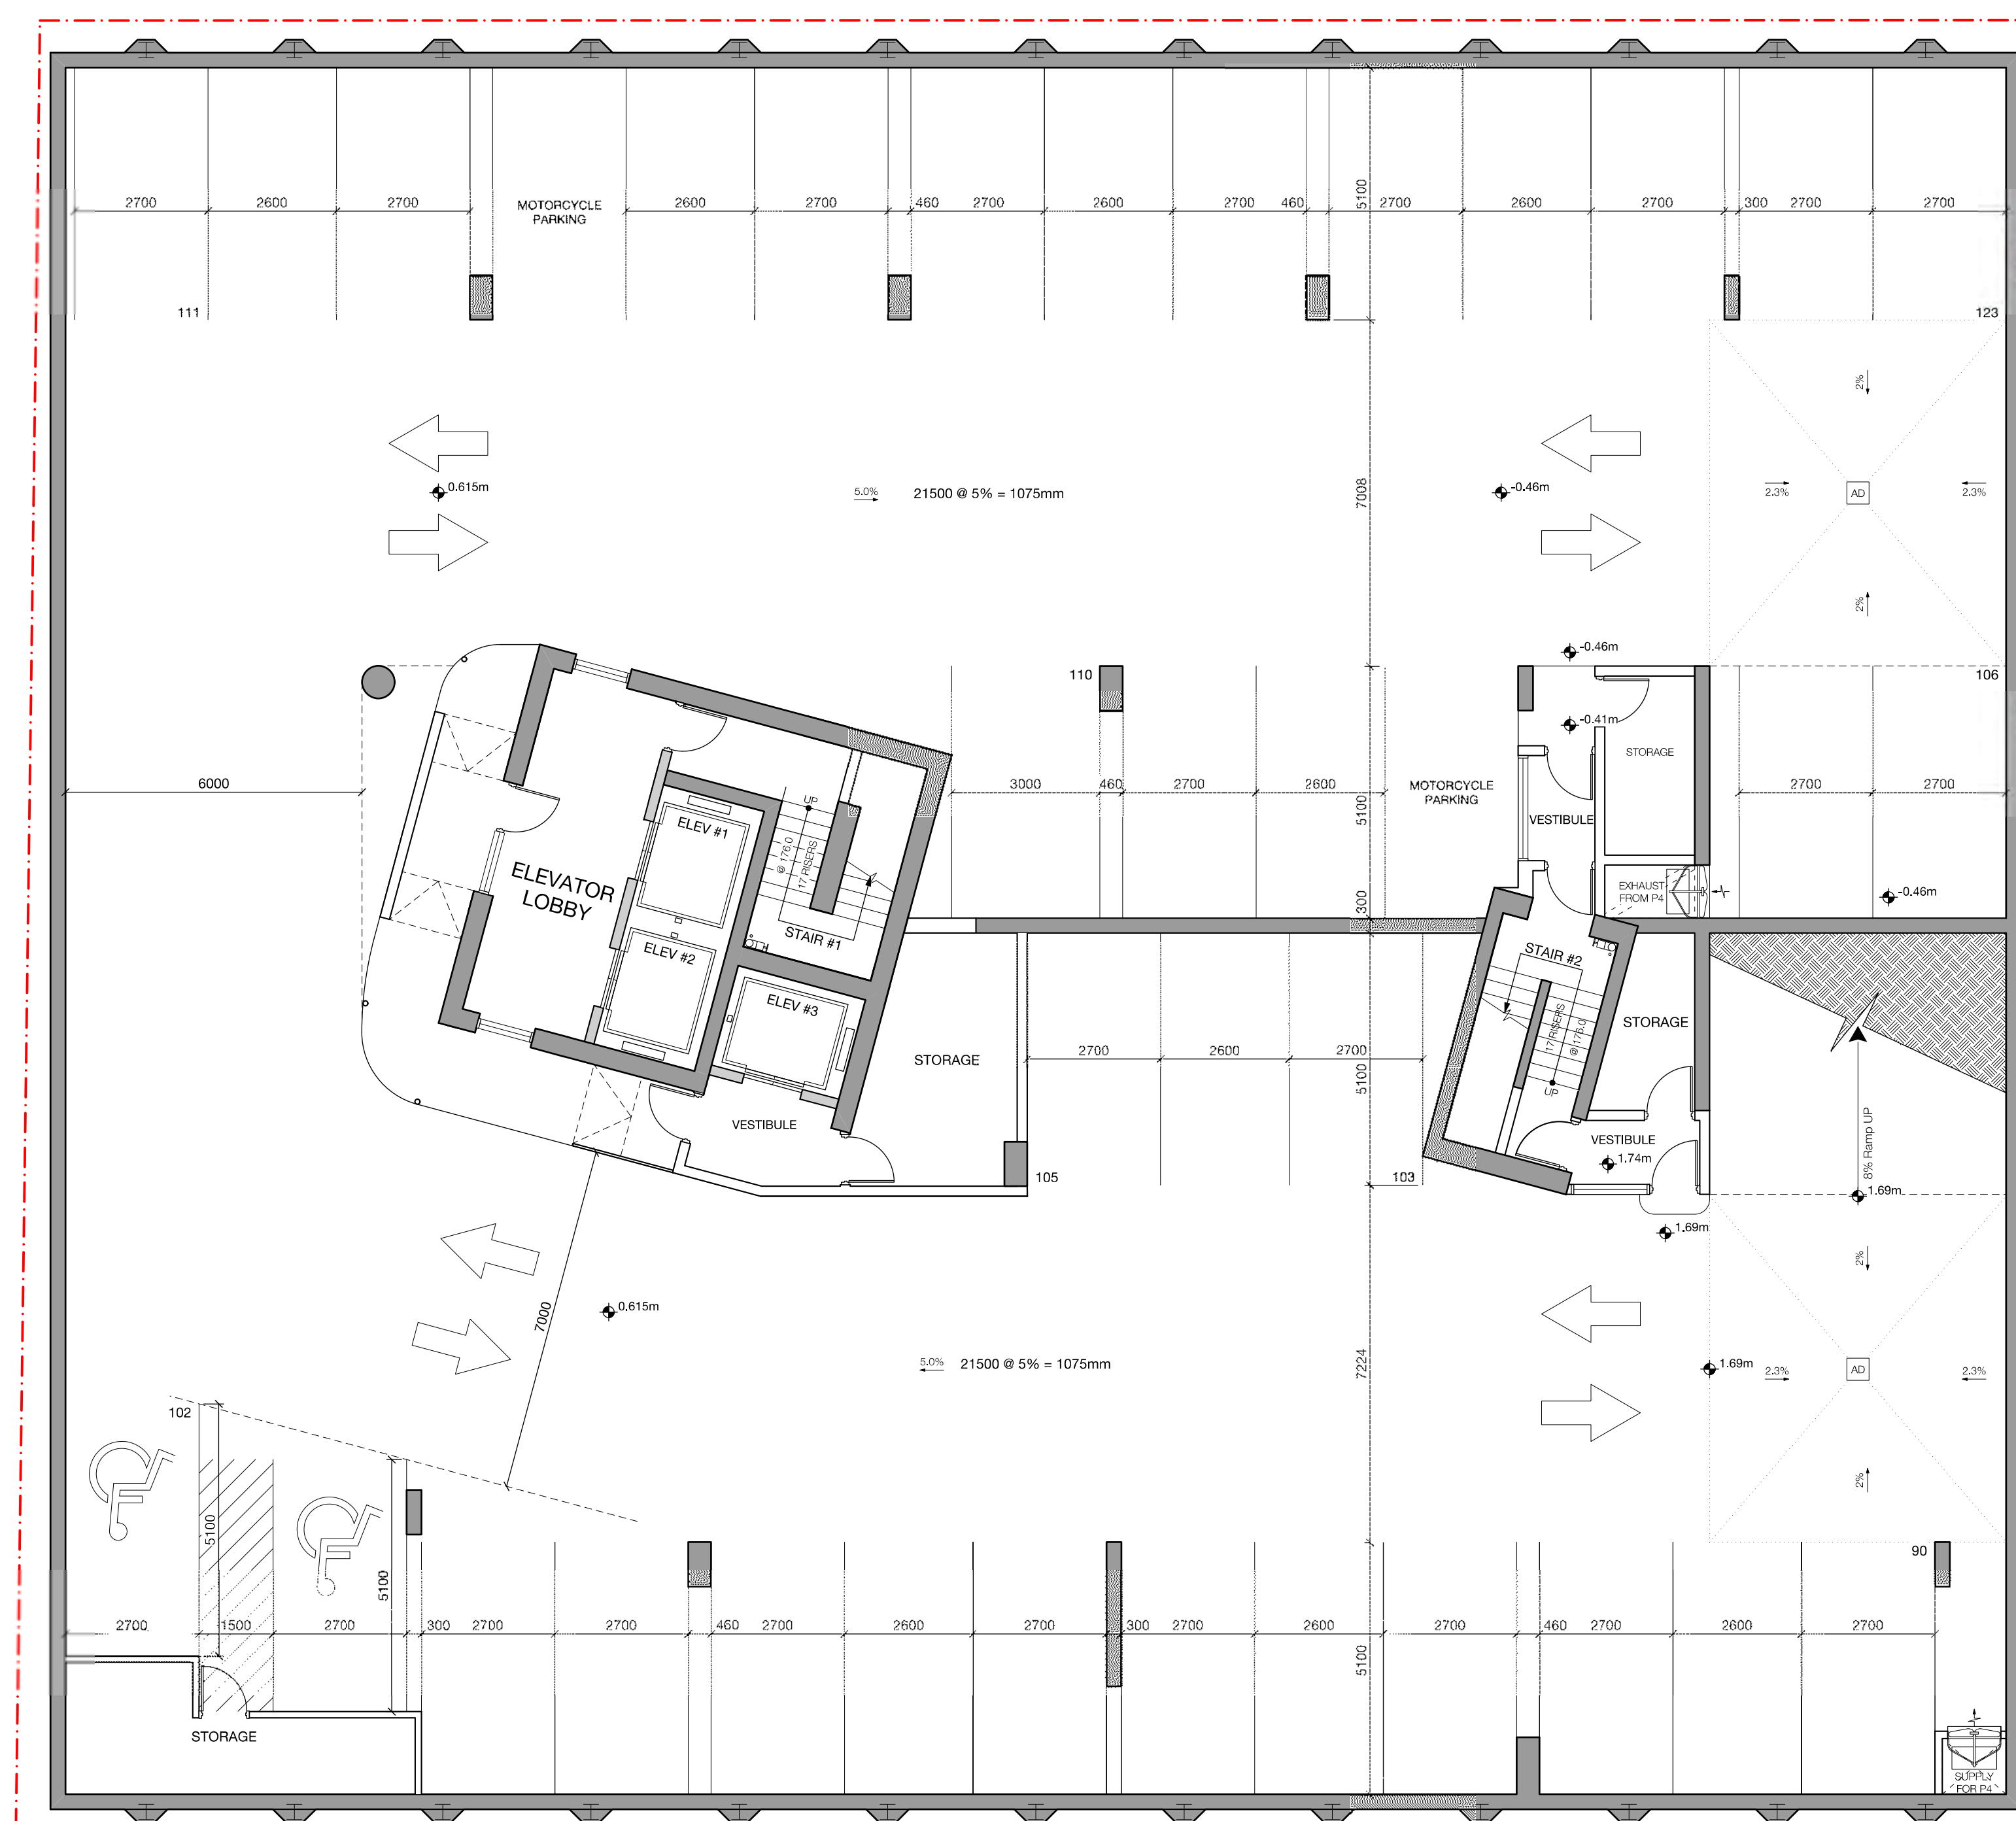 2700 2600 2700 MOTORCYCLE PARKING 2600 2700 460 2700 2600 2700 460 2700 2600 2700 300 2700 2700
5100
111
123
2%
0.615m
5.0% 21500 @ 5% = 1075mm
7008
-0.46m
2.3% AD 2.3%
2%
-0.46m
110
106
-0.41m
STORAGE
6000
3000 460 2700 2600
MOTORCYCLE
PARKING
2700 2700
5100
VESTIBULE
UP
ELEV #1
@ 176.0
17 RISERS
ELEVATOR
LOBBY
EXHAUST
FROM P4
-0.46m
300
STAIR #1
ELEV #2
STAIR #2
ELEV #3
STORAGE
17 RISERS
@ 176.0
UP
STORAGE
2700 2600 2700
5100
VESTIBULE
VESTIBULE
1.74m
8% Ramp UP
105
103
1.69m
1.69m
2%
7000
0.615m
5.0% 21500 @ 5% = 1075mm
7224
1.69m
2.3% AD 2.3%
102
2%
5100
5100
90
2700 1500 2700 300 2700 2700 460 2700 2600 2700 300 2700 2600 2700 460 2700 2600 2700
5100
STORAGE
SUPPLY
FOR P4